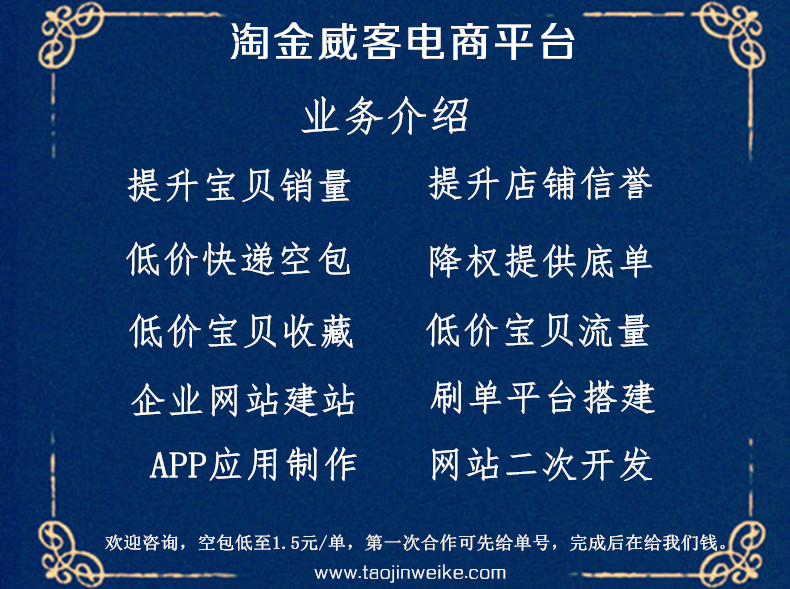 淘金威客电商平台
业务介绍
提升宝贝销量 提升店铺信誉
低价快递空包 降权提供底单
低价宝贝收藏 低价宝贝流量
企业网站建站 刷单平台搭建
APP应用制作 网站二次开发
欢迎咨询，空包低至1.5元/单，第一次合作可先给单号，完成后在给我们钱。
www.taojinweike.com